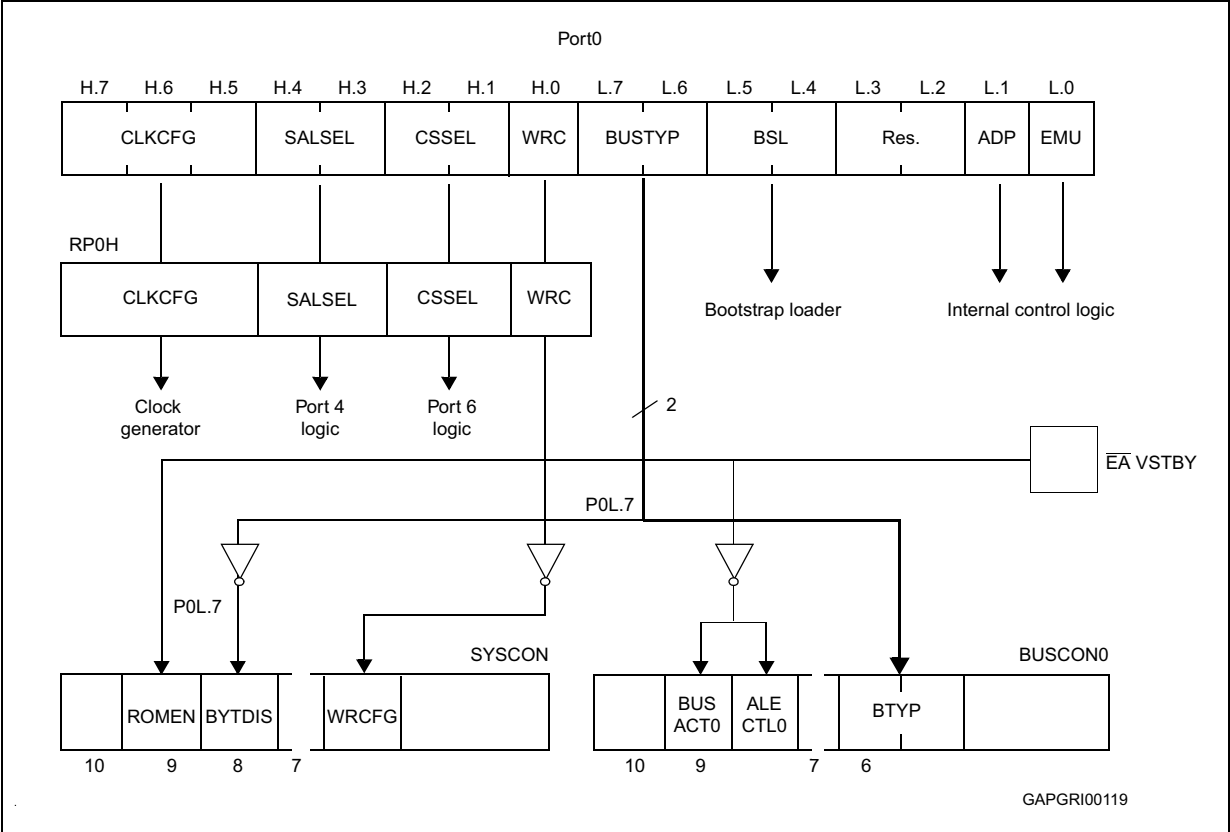 Port0
H.7 H.6 H.5 H.4 H.3 H.2 H.1 H.0 L.7 L.6 L.5 L.4 L.3 L.2 L.1 L.0
CLKCFG SALSEL CSSEL WRC BUSTYP BSL Res. ADP EMU
RP0H
CLKCFG SALSEL CSSEL WRC
Bootstrap loader
Internal control logic
Clock
generator
Port 4
logic
Port 6
logic
2
EA VSTBY
P0L.7
P0L.7
SYSCON
BUSCON0
ROMEN BYTDIS WRCFG
BUS
ACT0
ALE
CTL0
BTYP
10 9 8 7
10 9 7 6
GAPGRI00119